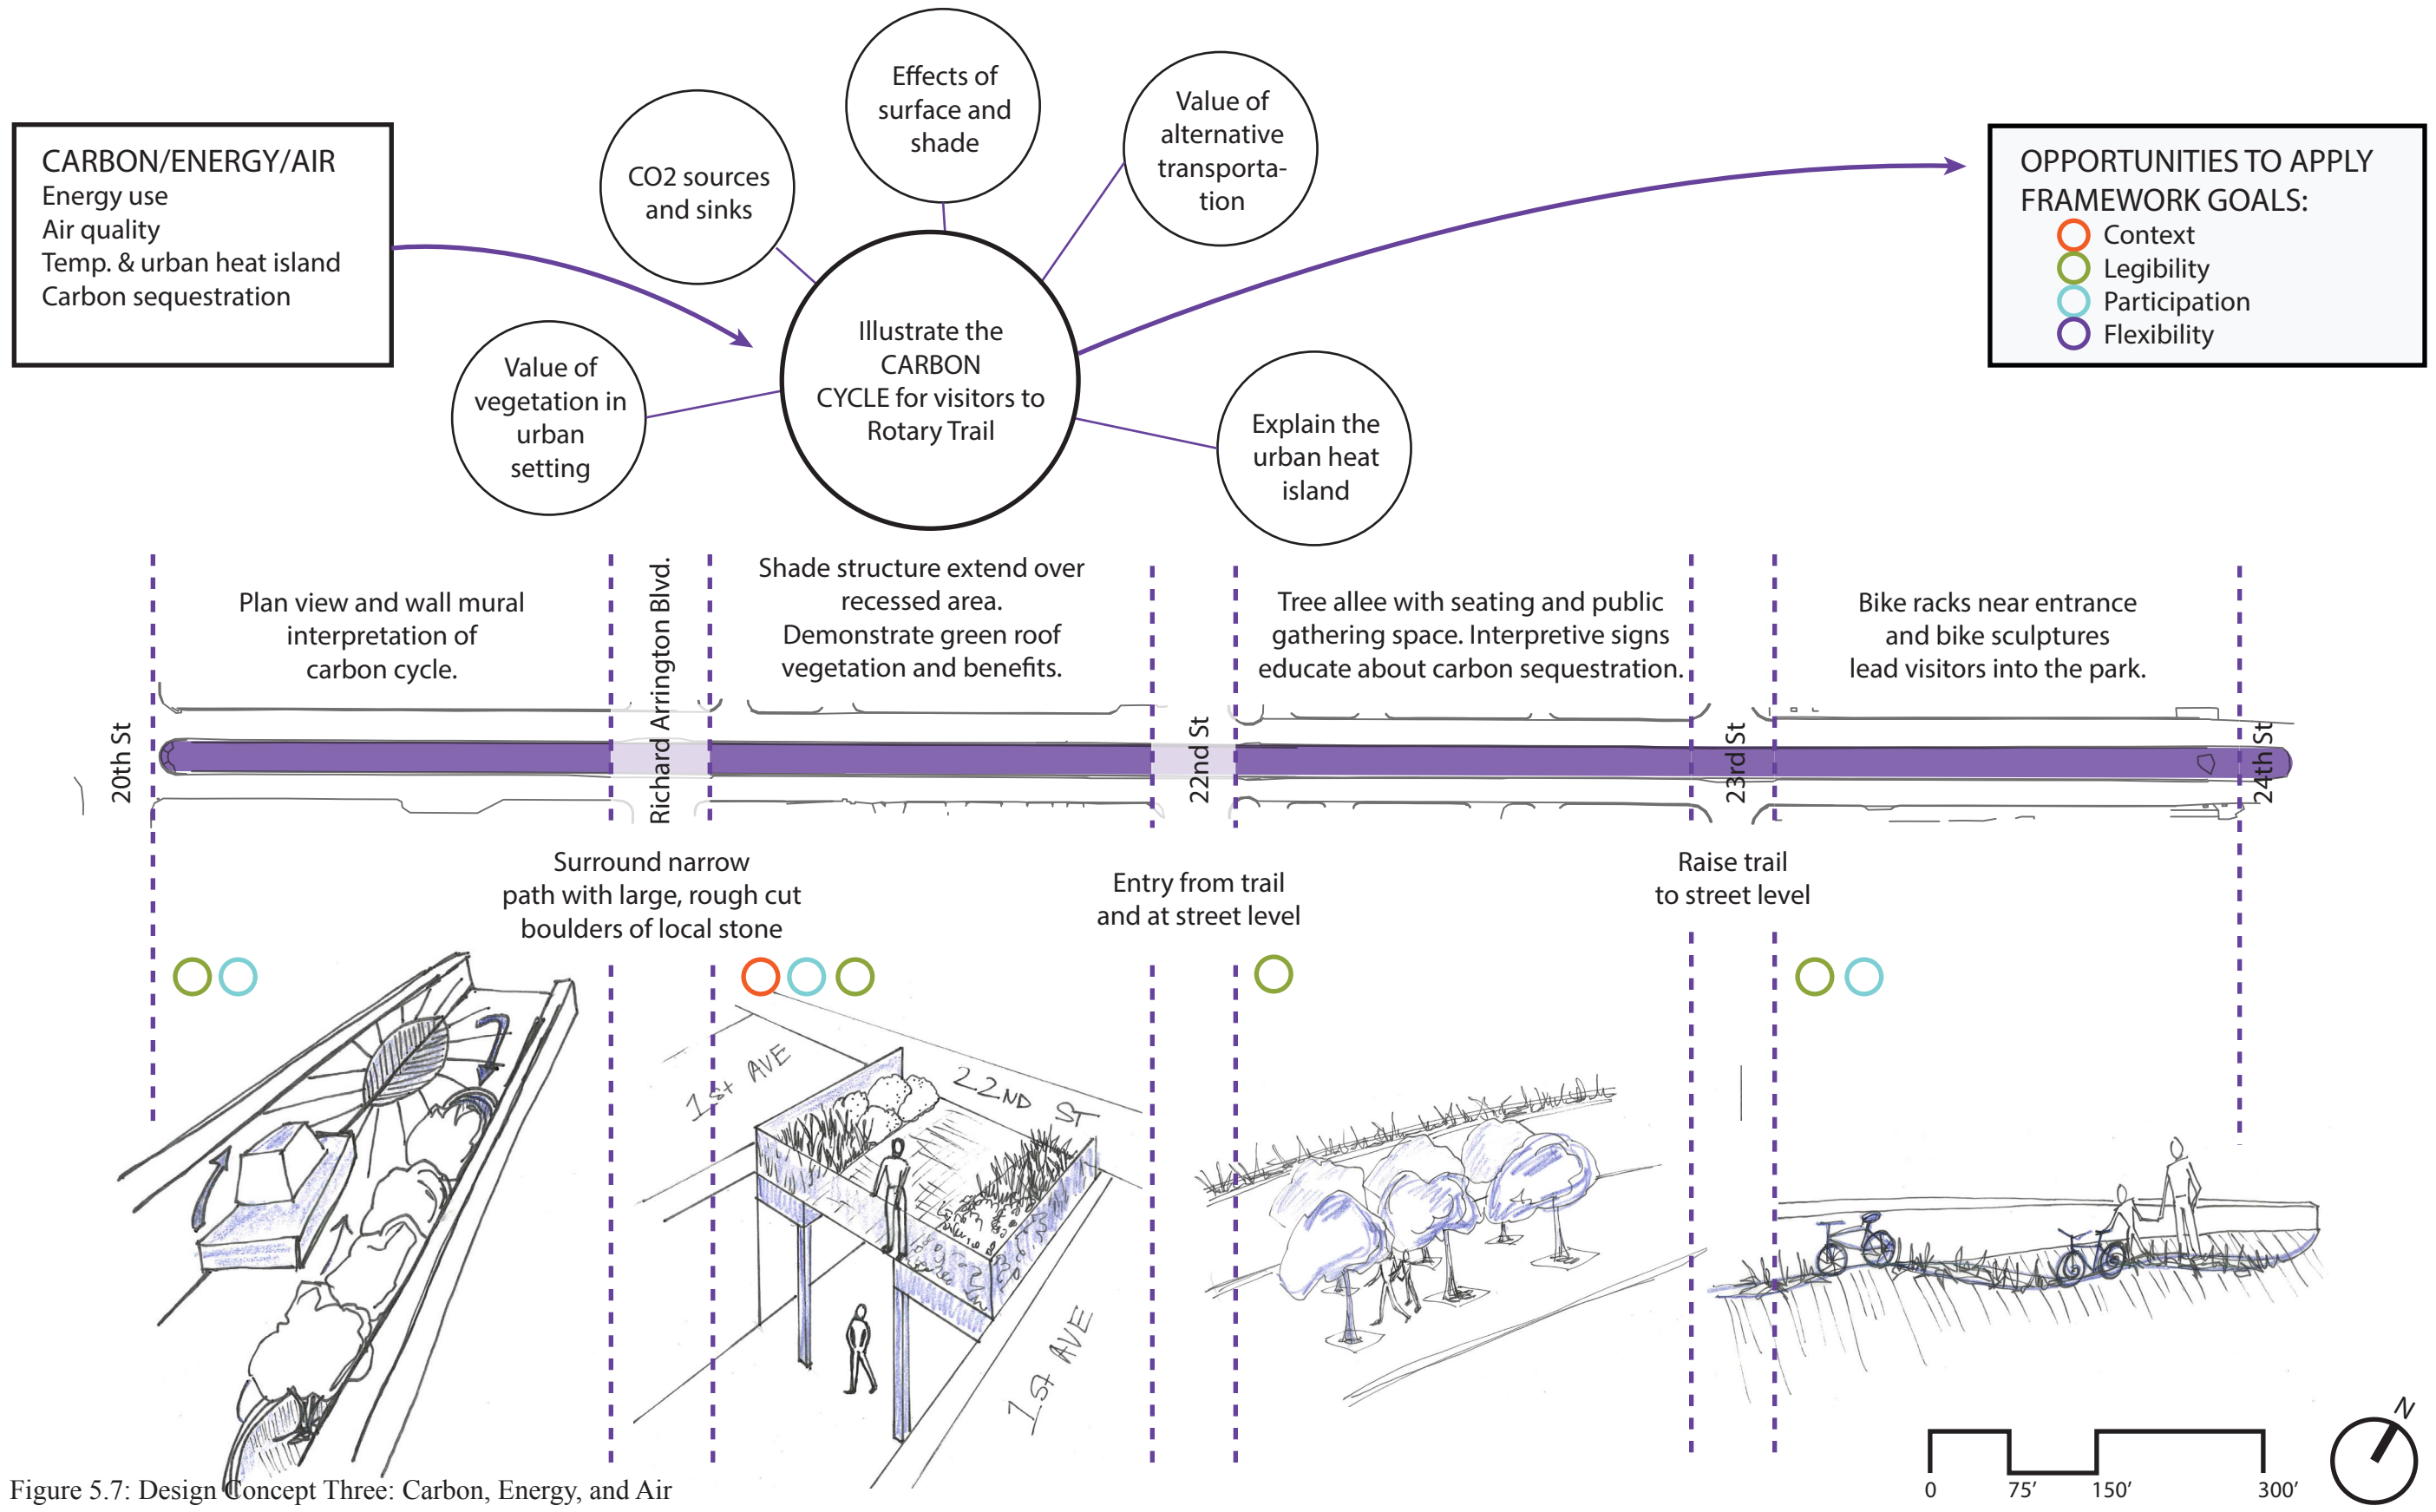 CARBON/ENERGY/AIR
Energy use
Air quality
Temp. & urban heat island
Carbon sequestration
Value of
vegetation in
urban
setting
CO2 sources
and sinks
Effects of
surface and
shade
Value of
alternative
transporta-
tion
Illustrate the
CARBON
CYCLE for visitors to
Rotary Trail
Explain the
urban heat
island
OPPORTUNITIES TO APPLY
FRAMEWORK GOALS:
Context
Legibility
Participation
Flexibility
Plan view and wall mural
interpretation of
carbon cycle.
Shade structure extend over
recessed area.
Demonstrate green roof
vegetation and benefits.
Tree allee with seating and public
gathering space. Interpretive signs
educate about carbon sequestration.
Bike racks near entrance
and bike sculptures
lead visitors into the park.
20th St
Richard Arrington Blvd.
22nd St
23rd St
24th St
Surround narrow
path with large, rough cut
boulders of local stone
Entry from trail
and at street level
Raise trail
to street level
1st AVE
22ND ST
1st AVE
0 75’ 150’ 300’
N
Figure 5.7: Design Concept Three: Carbon, Energy, and Air